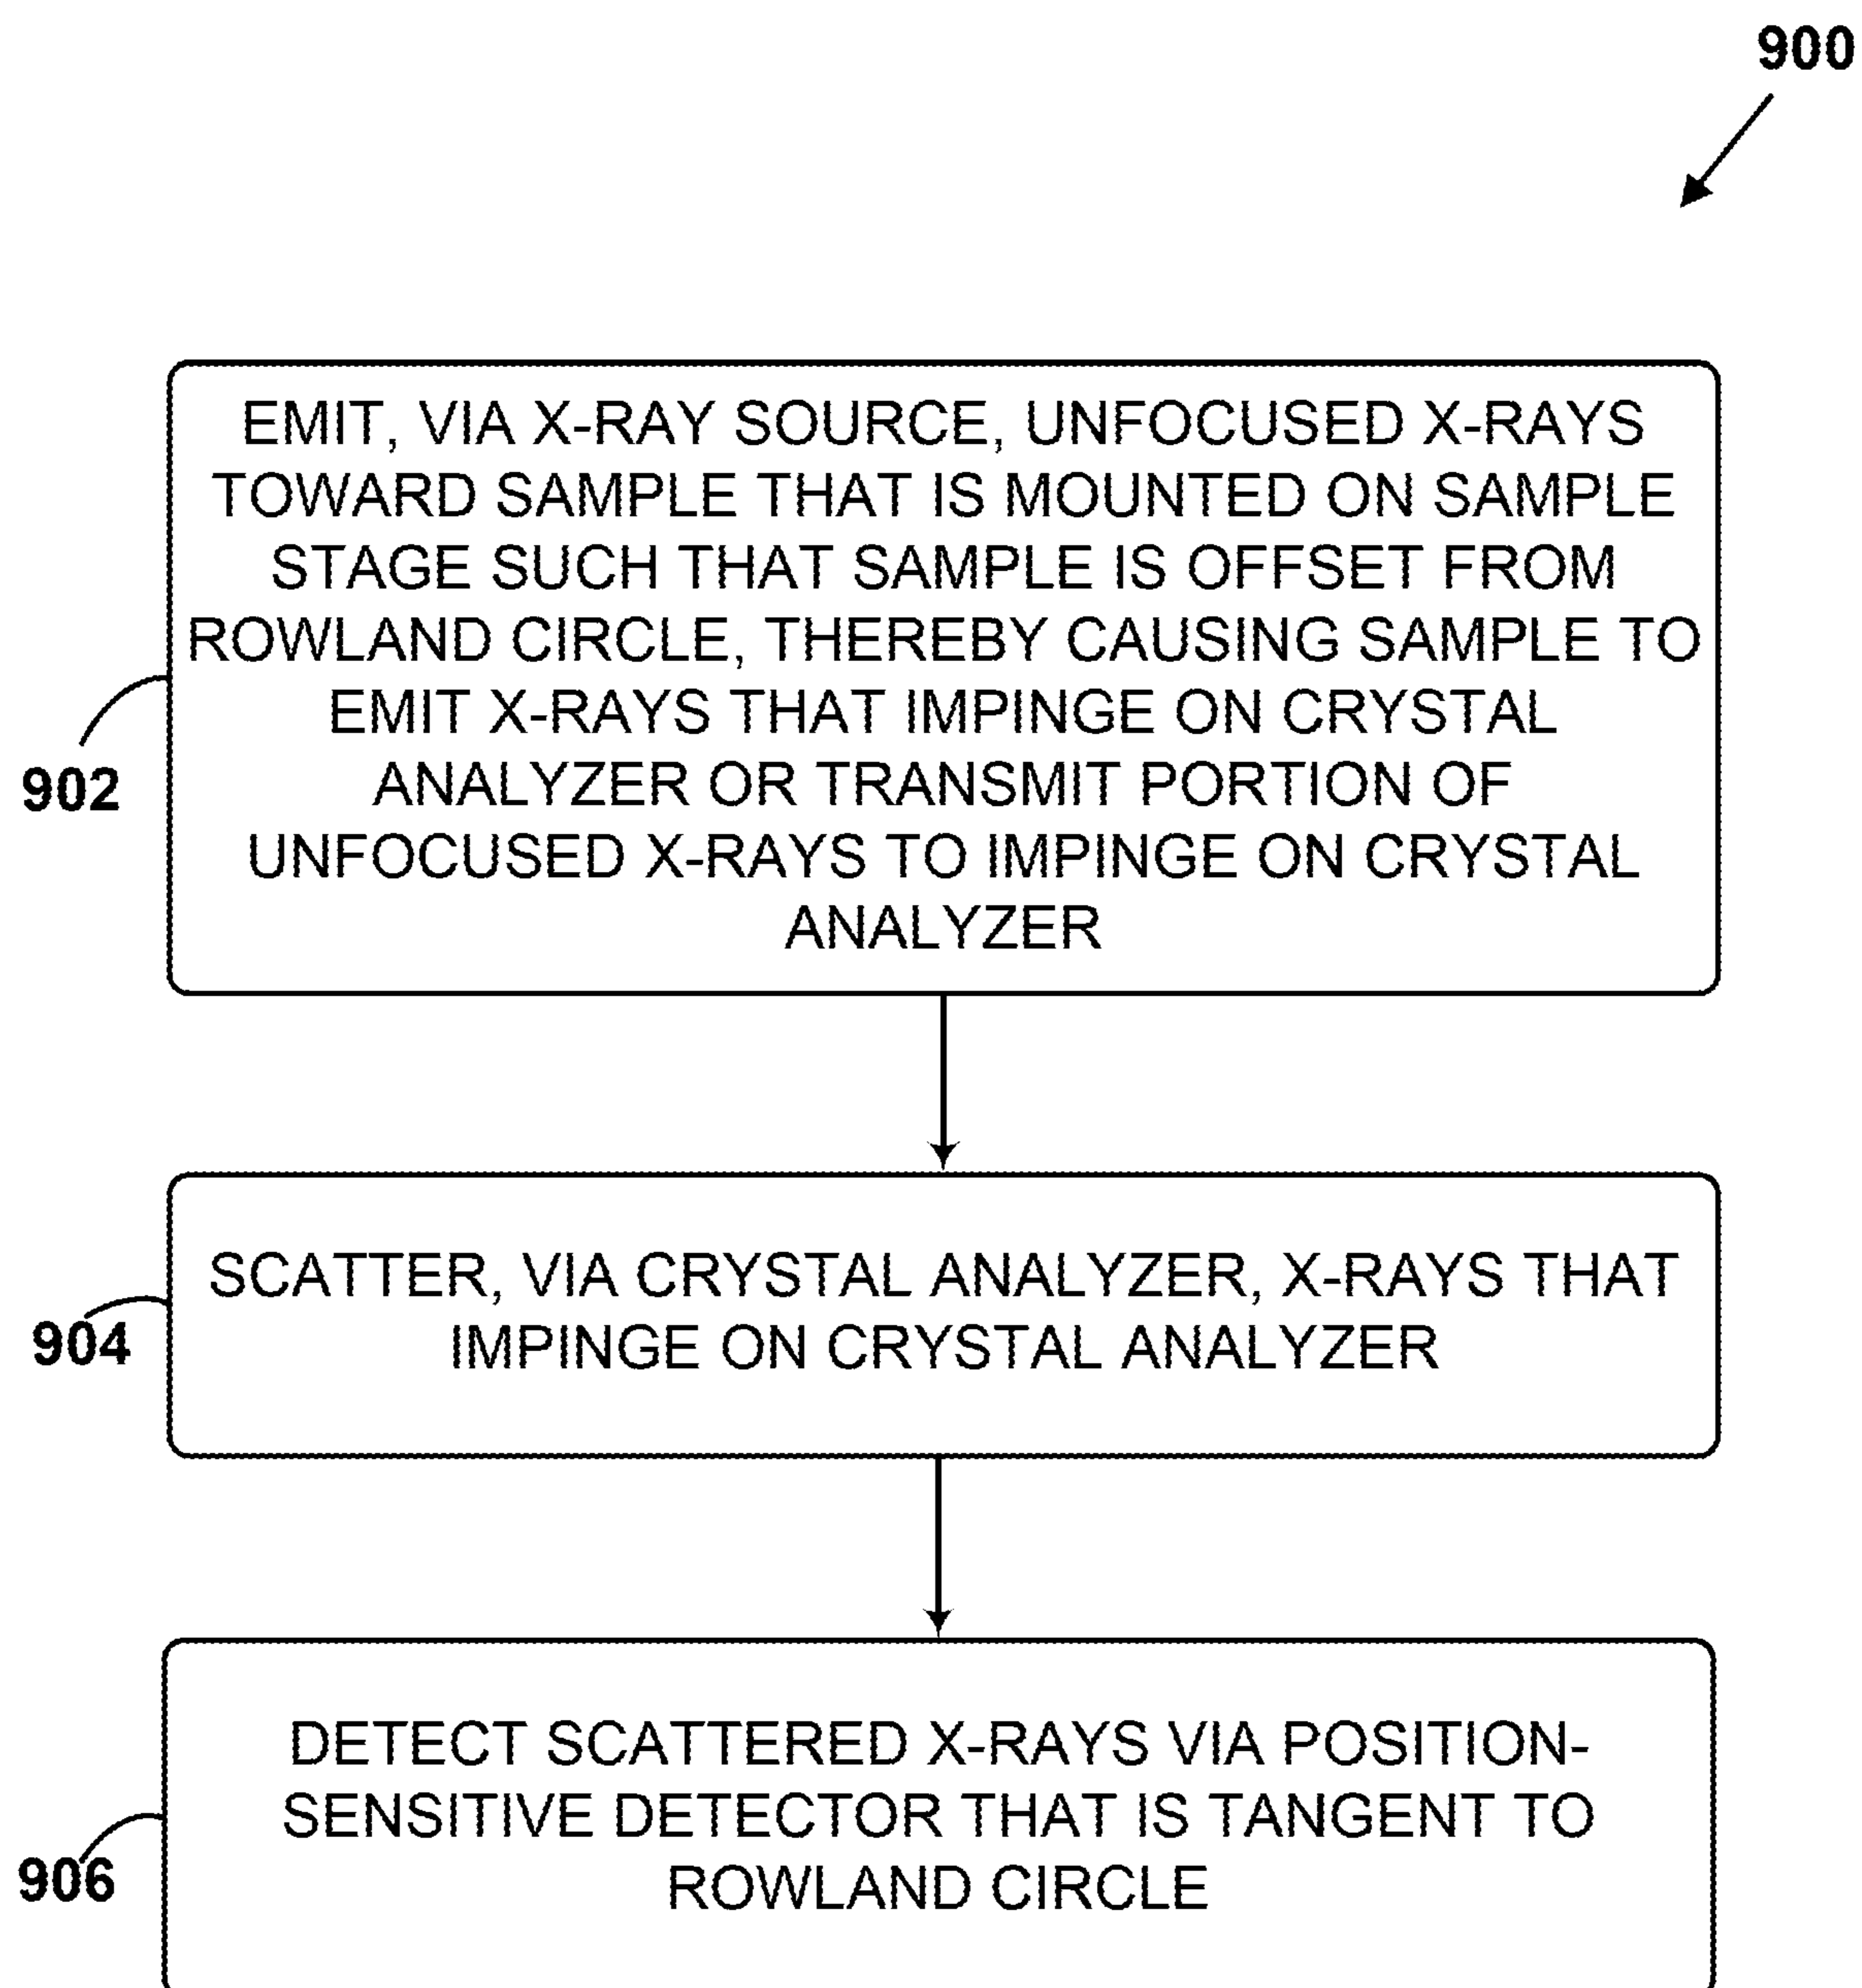 900
EMIT, VIA X-RAY SOURCE, UNFOCUSED X-RAYS
TOWARD SAMPLE THAT IS MOUNTED ON SAMPLE
STAGE SUCH THAT SAMPLE IS OFFSET FROM
ROWLAND CIRCLE, THEREBY CAUSING SAMPLE TO
EMIT X-RAYS THAT IMPINGE ON CRYSTAL
ANALYZER OR TRANSMIT PORTION OF
UNFOCUSED X-RAYS TO IMPINGE ON CRYSTAL
ANALYZER
902
SCATTER, VIA CRYSTAL ANALYZER, X-RAYS THAT
IMPINGE ON CRYSTAL ANALYZER
904
DETECT SCATTERED X-RAYS VIA POSITION-
SENSITIVE DETECTOR THAT IS TANGENT TO
ROWLAND CIRCLE
906